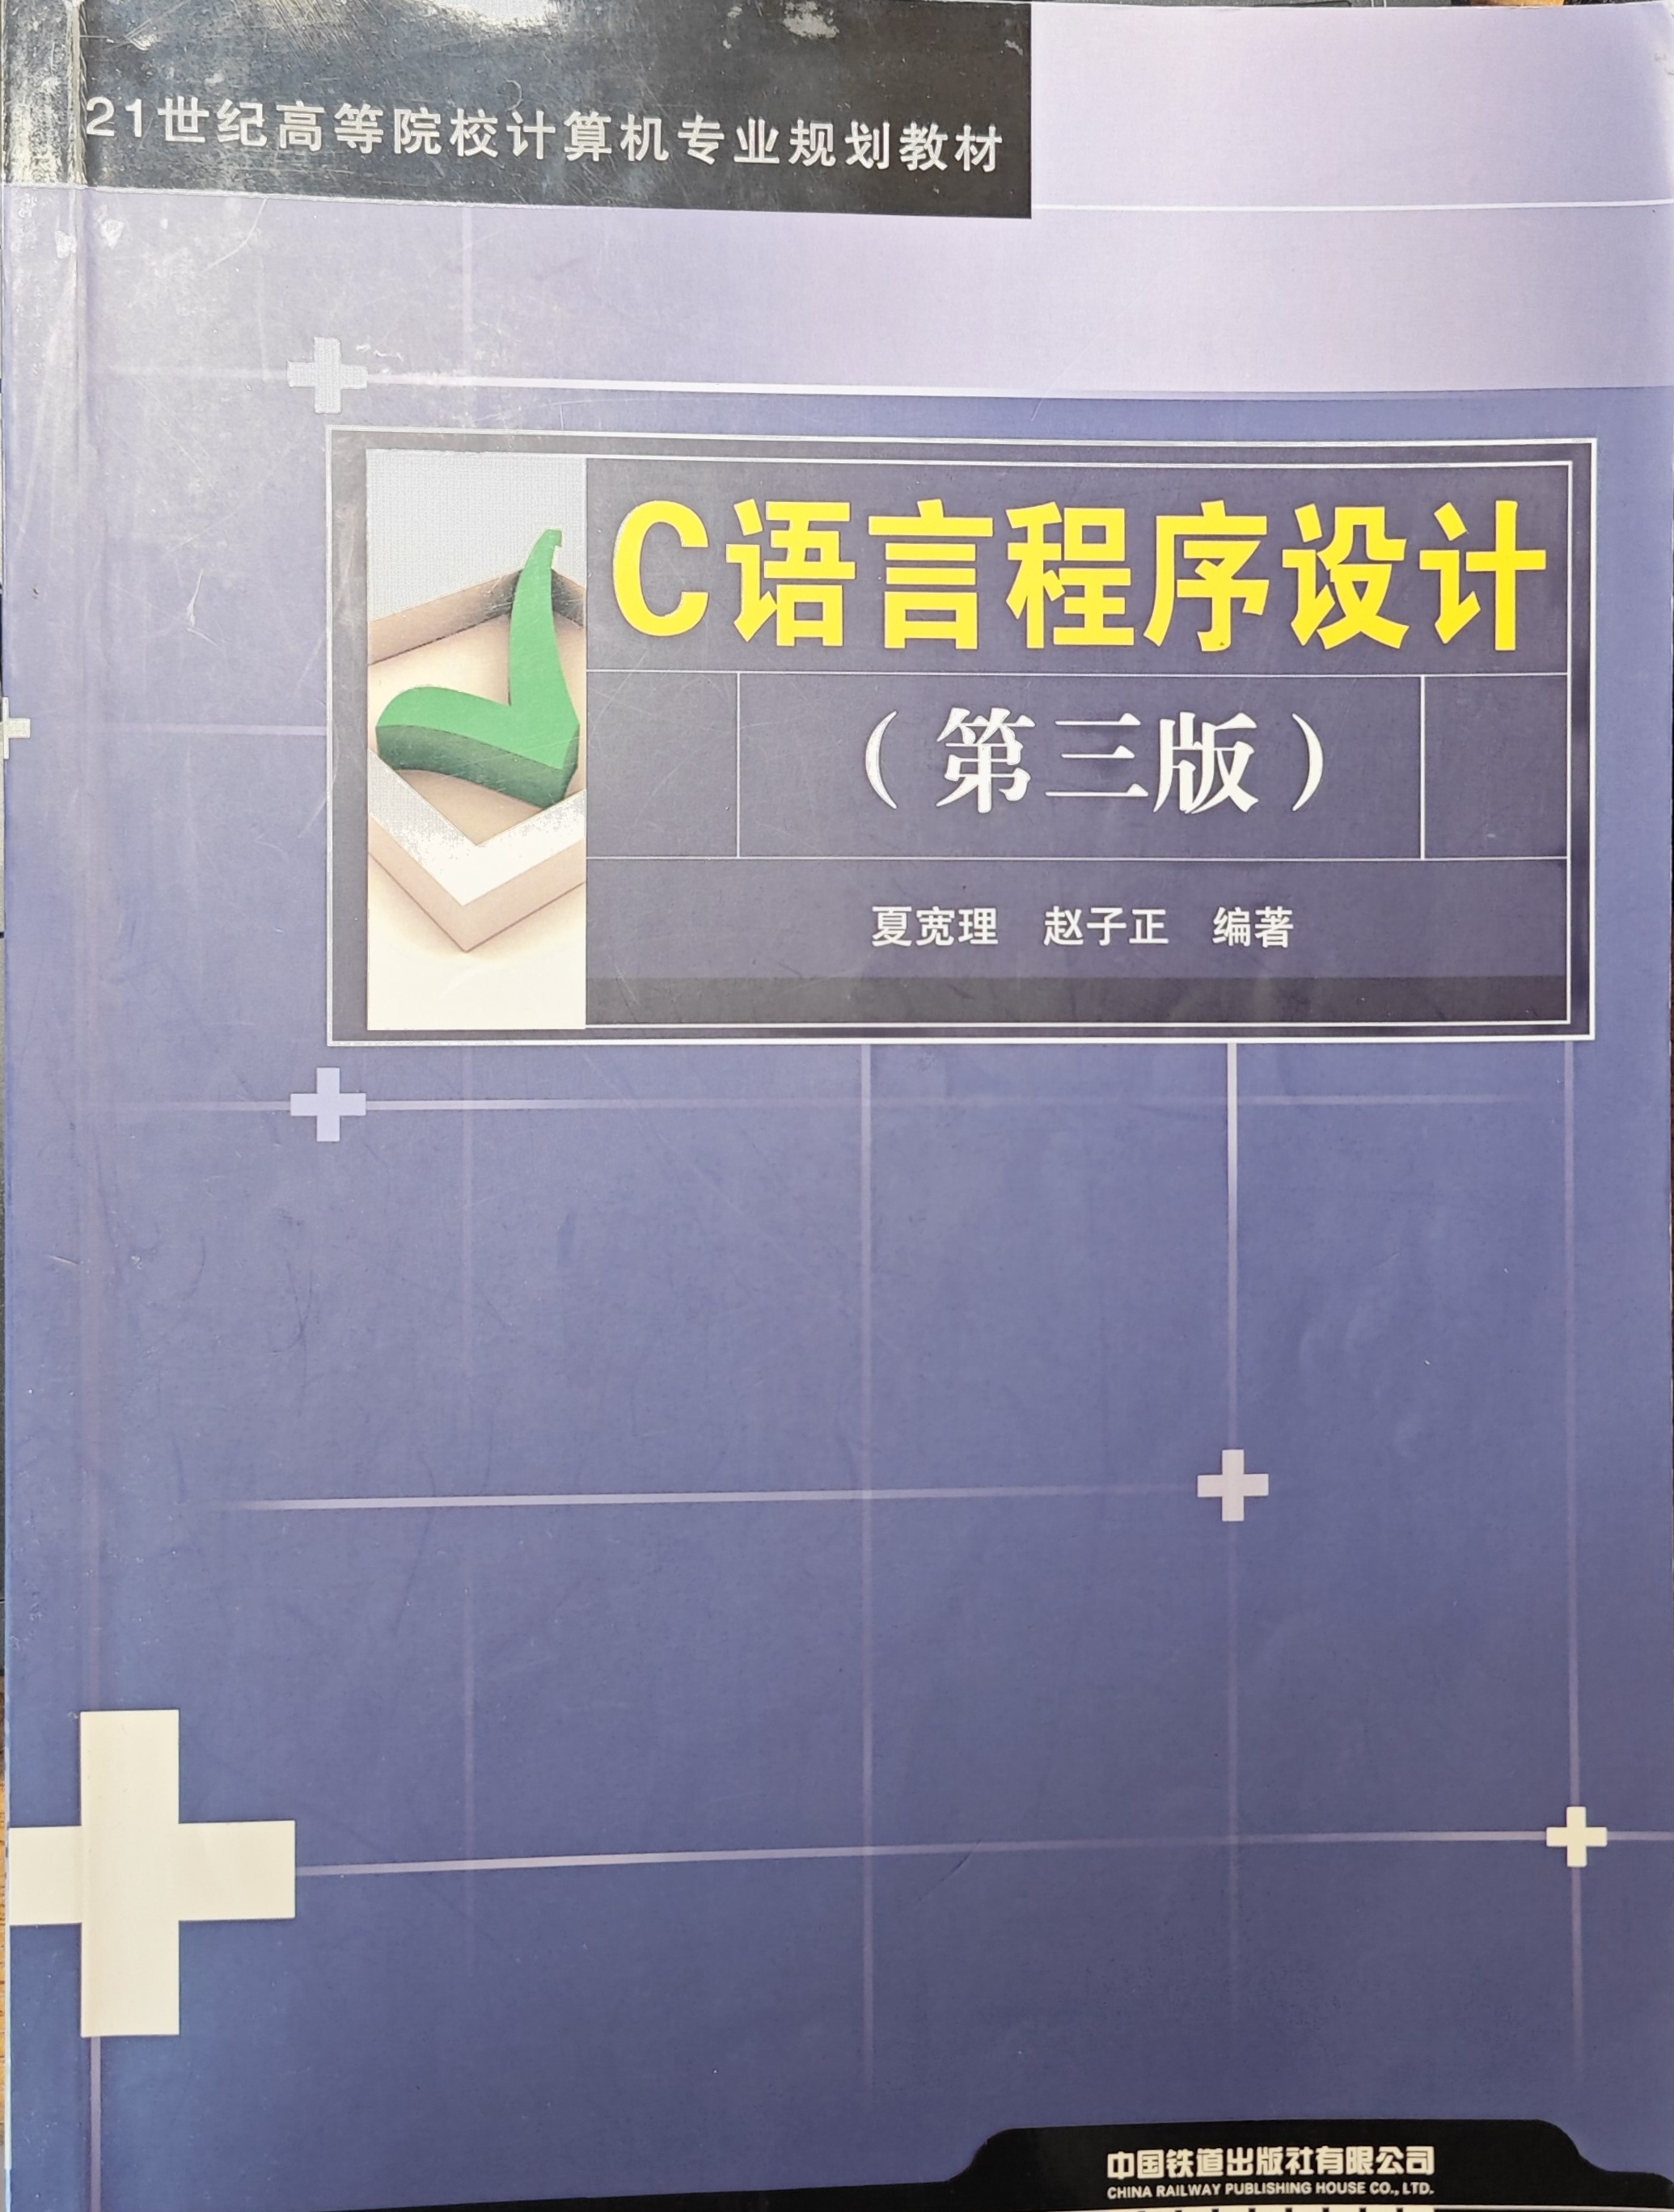 21世纪高等院校计算机专业规划教材
C语言程序设计
（第三版）
夏宽理 赵子正 编著
中国铁道出版社有限公司
CHINA RAILWAY PUBLISHING HOUSE CO., LTD.